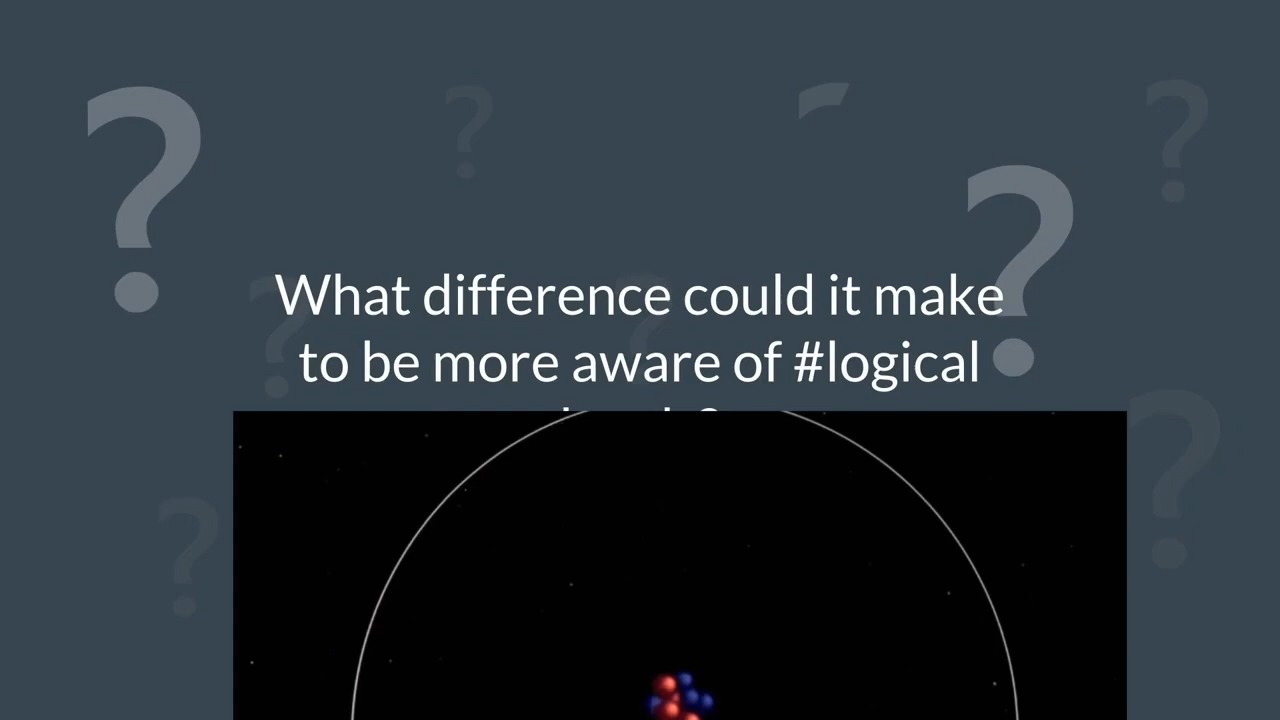 What difference could it make
to be more aware of #logical